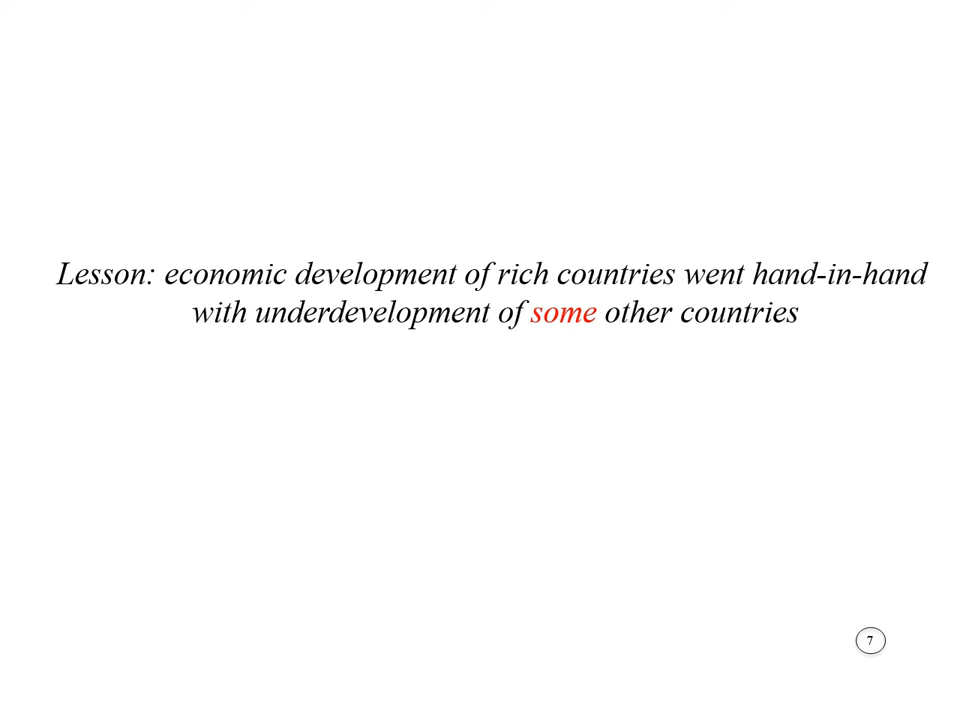 Lesson: economic development of rich countries went hand-in-hand
with underdevelopment of some other countries
7